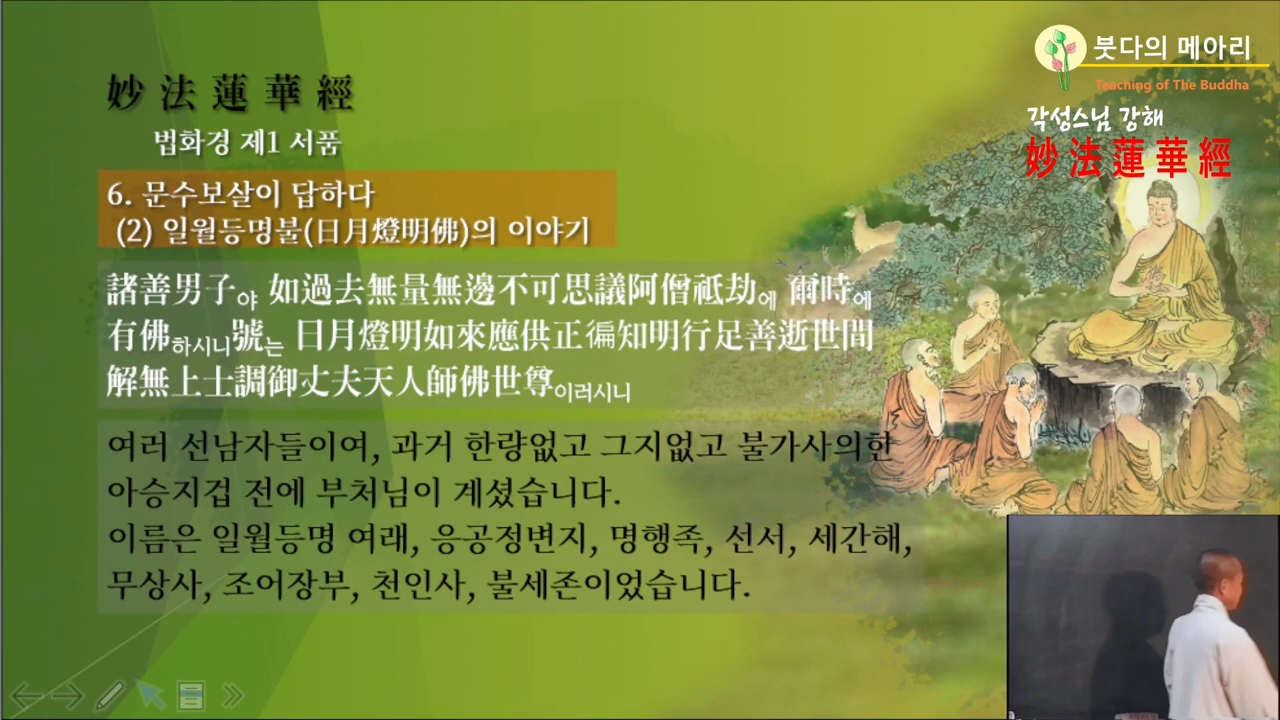 妙法蓮華經
법화경 제1 서품
6. 문수보살이 답하다
(2) 일월등명불(日月燈明佛)의 이야기
諸善男子야 如過去無量無邊不可思議阿僧祇劫에 爾時에
有佛하시니號는 日月燈明如來應供正徧知明行足善逝世間
解無上士調御丈夫天人師佛世尊이러시니
여러 선남자들이여, 과거 한량없고 그지없고 불가사의한
아승지겁 전에 부처님이 계셨습니다.
이름은 일월등명 여래, 응공정변지, 명행족, 선서, 세간해,
무상사, 조어장부, 천인사, 불세존이었습니다.
붓다의 메아리
Teaching of The Buddha
각성스님 강해
妙法蓮華經